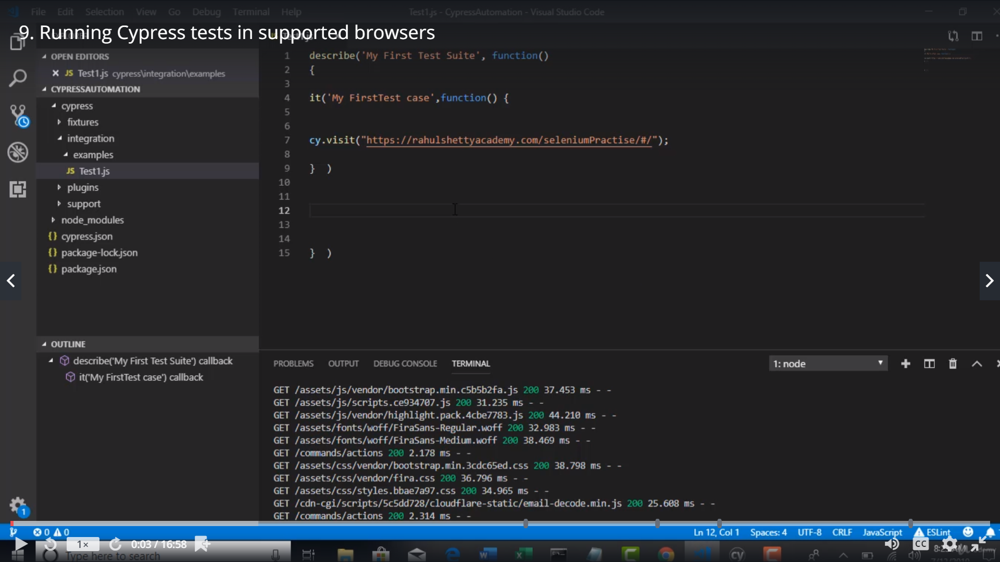 File Edit Selection View Go Debug Terminal Help
Test1.js - CypressAutomation - Visual Studio Code
9. Running Cypress tests in supported browsers
OPEN EDITORS
JS Test1.js cypress\integration\examples
CYPRESSAUTOMATION
cypress
fixtures
integration
examples
JS Test1.js
plugins
support
node_modules
{} cypress.json
{} package-lock.json
{} package.json
OUTLINE
describe('My First Test Suite') callback
it('My FirstTest case') callback
1 describe('My First Test Suite', function()
2 {
3
4 it('My FirstTest case',function() {
5
6
7 cy.visit("https://rahulshettyacademy.com/seleniumPractise/#/");
8
9 } )
10
11
12
13
14
15 } )
PROBLEMS OUTPUT DEBUG CONSOLE TERMINAL
1: node
GET /assets/js/vendor/bootstrap.min.c5b5b2fa.js 200 37.453 ms - -
GET /assets/js/scripts.ce934707.js 200 31.235 ms - -
GET /assets/js/vendor/highlight.pack.4cbe7783.js 200 44.210 ms - -
GET /assets/fonts/woff/FiraSans-Regular.woff 200 32.983 ms - -
GET /assets/fonts/woff/FiraSans-Medium.woff 200 38.469 ms - -
GET /commands/actions 200 2.178 ms - -
GET /assets/css/vendor/bootstrap.min.3cdc65ed.css 200 38.798 ms - -
GET /assets/css/vendor/fira.css 200 36.796 ms - -
GET /assets/css/styles.bbae7a97.css 200 34.965 ms - -
GET /cdn-cgi/scripts/5c5dd728/cloudflare-static/email-decode.min.js 200 25.608 ms - -
GET /commands/actions 200 2.314 ms - -
1
0 0
Ln 12, Col 1 Spaces: 4 UTF-8 CRLF JavaScript ESLint
1× 0:03 / 16:58
CC
Type here to search
cy